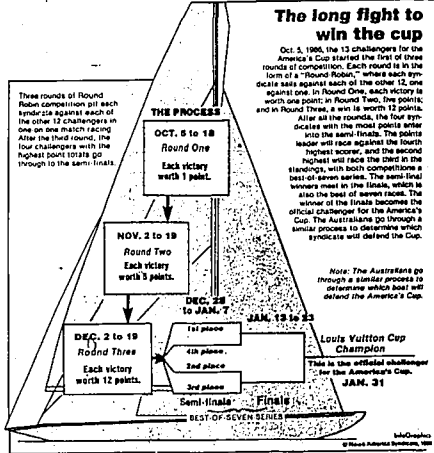 The long fight to
win the cup
Oct. 5, 1986, the 13 challengers for the
America's Cup started the first of three
rounds of competition. Each round is in the
form of a "Round Robin," where each syn-
dicate sails against each of the other 12, one
against one. In Round One, each victory is
worth one point; in Round Two, five points;
and in Round Three, a win is worth 12 points.
After all the rounds, the four syn-
dicates with the most points enter
into the semi-finals. The points
leader will race against the fourth
highest scorer, and the second
highest will race the third in the
standings, with both competitions a
best-of-seven series. The semi-final
winners meet in the finals, which is
also the best of seven races. The
winner of the finals becomes the
official challenger for the America's
Cup. The Australians go through a
similar process to determine which
syndicate will defend the Cup.
Note: The Australians go
through a similar process to
determine which boat will
defend the America's Cup.
Three rounds of Round
Robin competition pit each
syndicate against each of
the other 12 challengers in
one on one match racing
After the third round, the
four challengers with the
highest point totals go
through to the semi-finals.
THE PROCESS
OCT. 5 to 18
Round One
Each victory
worth 1 point.
NOV. 2 to 19
Round Two
Each victory
worth 5 points.
DEC. 2 to 19
Round Three
Each victory
worth 12 points.
DEC. 28
to JAN. 7
1st place
4th place
2nd place
3rd place
Semi-finals
JAN. 13 to 23
Finals
BEST-OF-SEVEN SERIES
Louis Vuitton Cup
Champion
This is the official challenger
for the America's Cup.
JAN. 31
InfoGraphics
© News America Syndicate, 1986